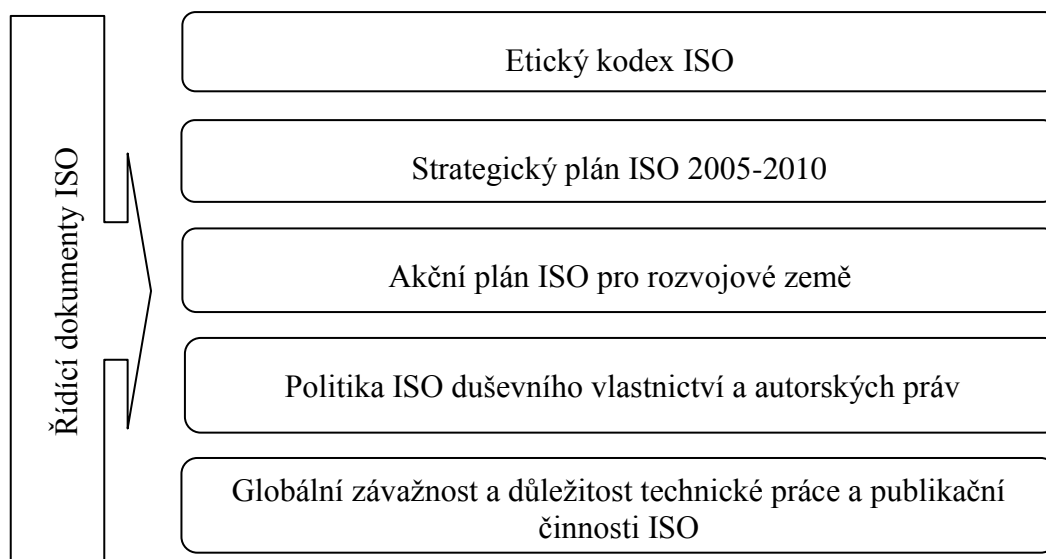 Řídící dokumenty ISO
Etický kodex ISO
Strategický plán ISO 2005-2010
Akční plán ISO pro rozvojové země
Politika ISO duševního vlastnictví a autorských práv
Globální závažnost a důležitost technické práce a publikační
činnosti ISO